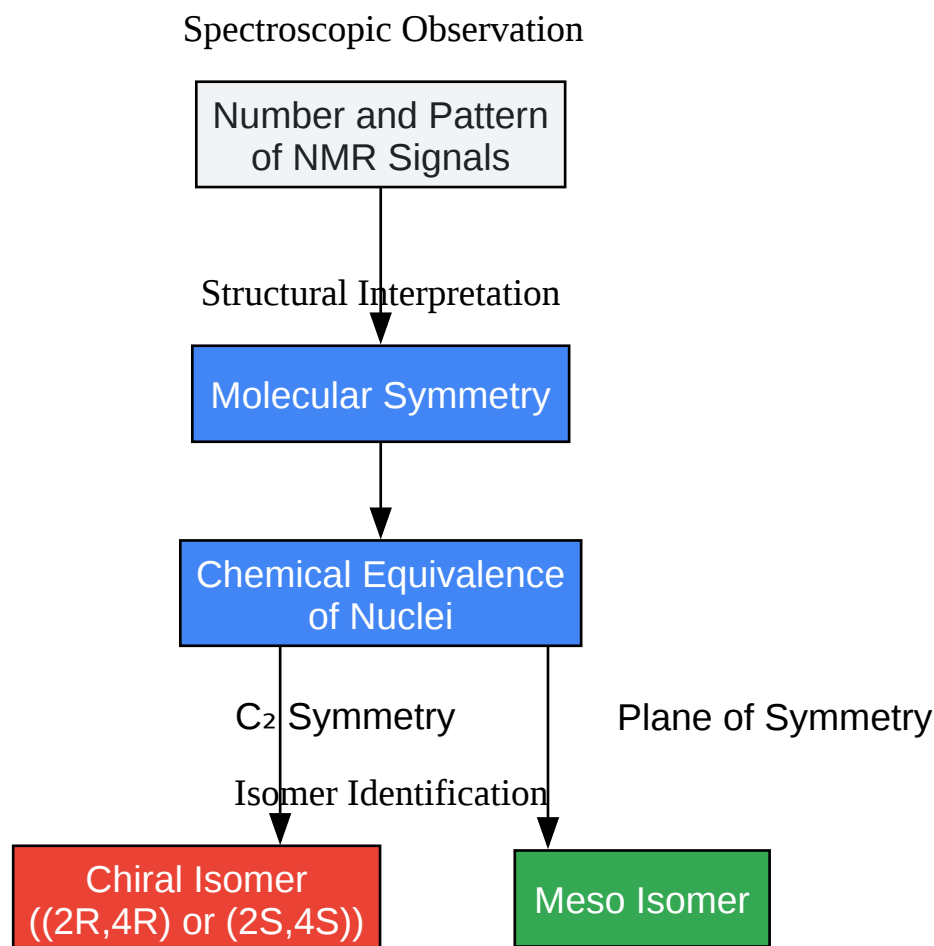 Spectroscopic Observation
Number and Pattern
of NMR Signals
Structural Interpretation
Molecular Symmetry
Chemical Equivalence
of Nuclei
C₂ Symmetry
Plane of Symmetry
Isomer Identification
Chiral Isomer
((2R,4R) or (2S,4S))
Meso Isomer